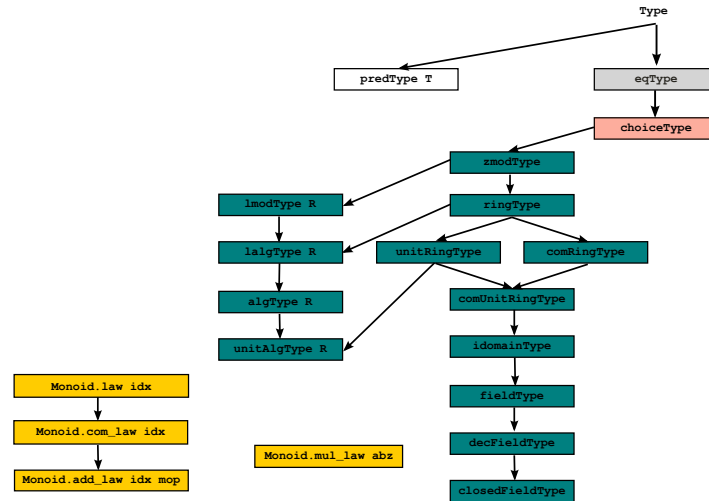 Type
predType T
eqType
choiceType
zmodType
lmodType R
ringType
lalgType R
unitRingType
comRingType
algType R
comUnitRingType
unitAlgType R
idomainType
Monoid.law idx
fieldType
Monoid.com_law idx
decFieldType
Monoid.mul_law abz
Monoid.add_law idx mop
closedFieldType